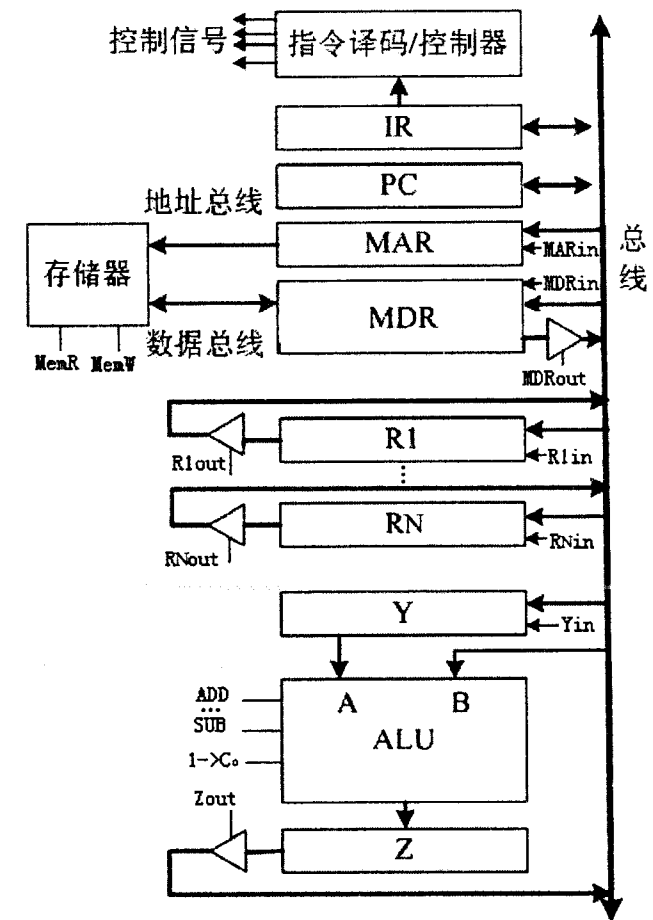 控制信号
指令译码/控制器
IR
PC
地址总线
MAR
MARin
总线
存储器
MDRin
MDR
数据总线
MemR MemW
MDRout
R1
R1out
R1in
⋮
RN
RNout
RNin
Y
Yin
A B
ADD
...
SUB
ALU
1->C₀
Zout
Z